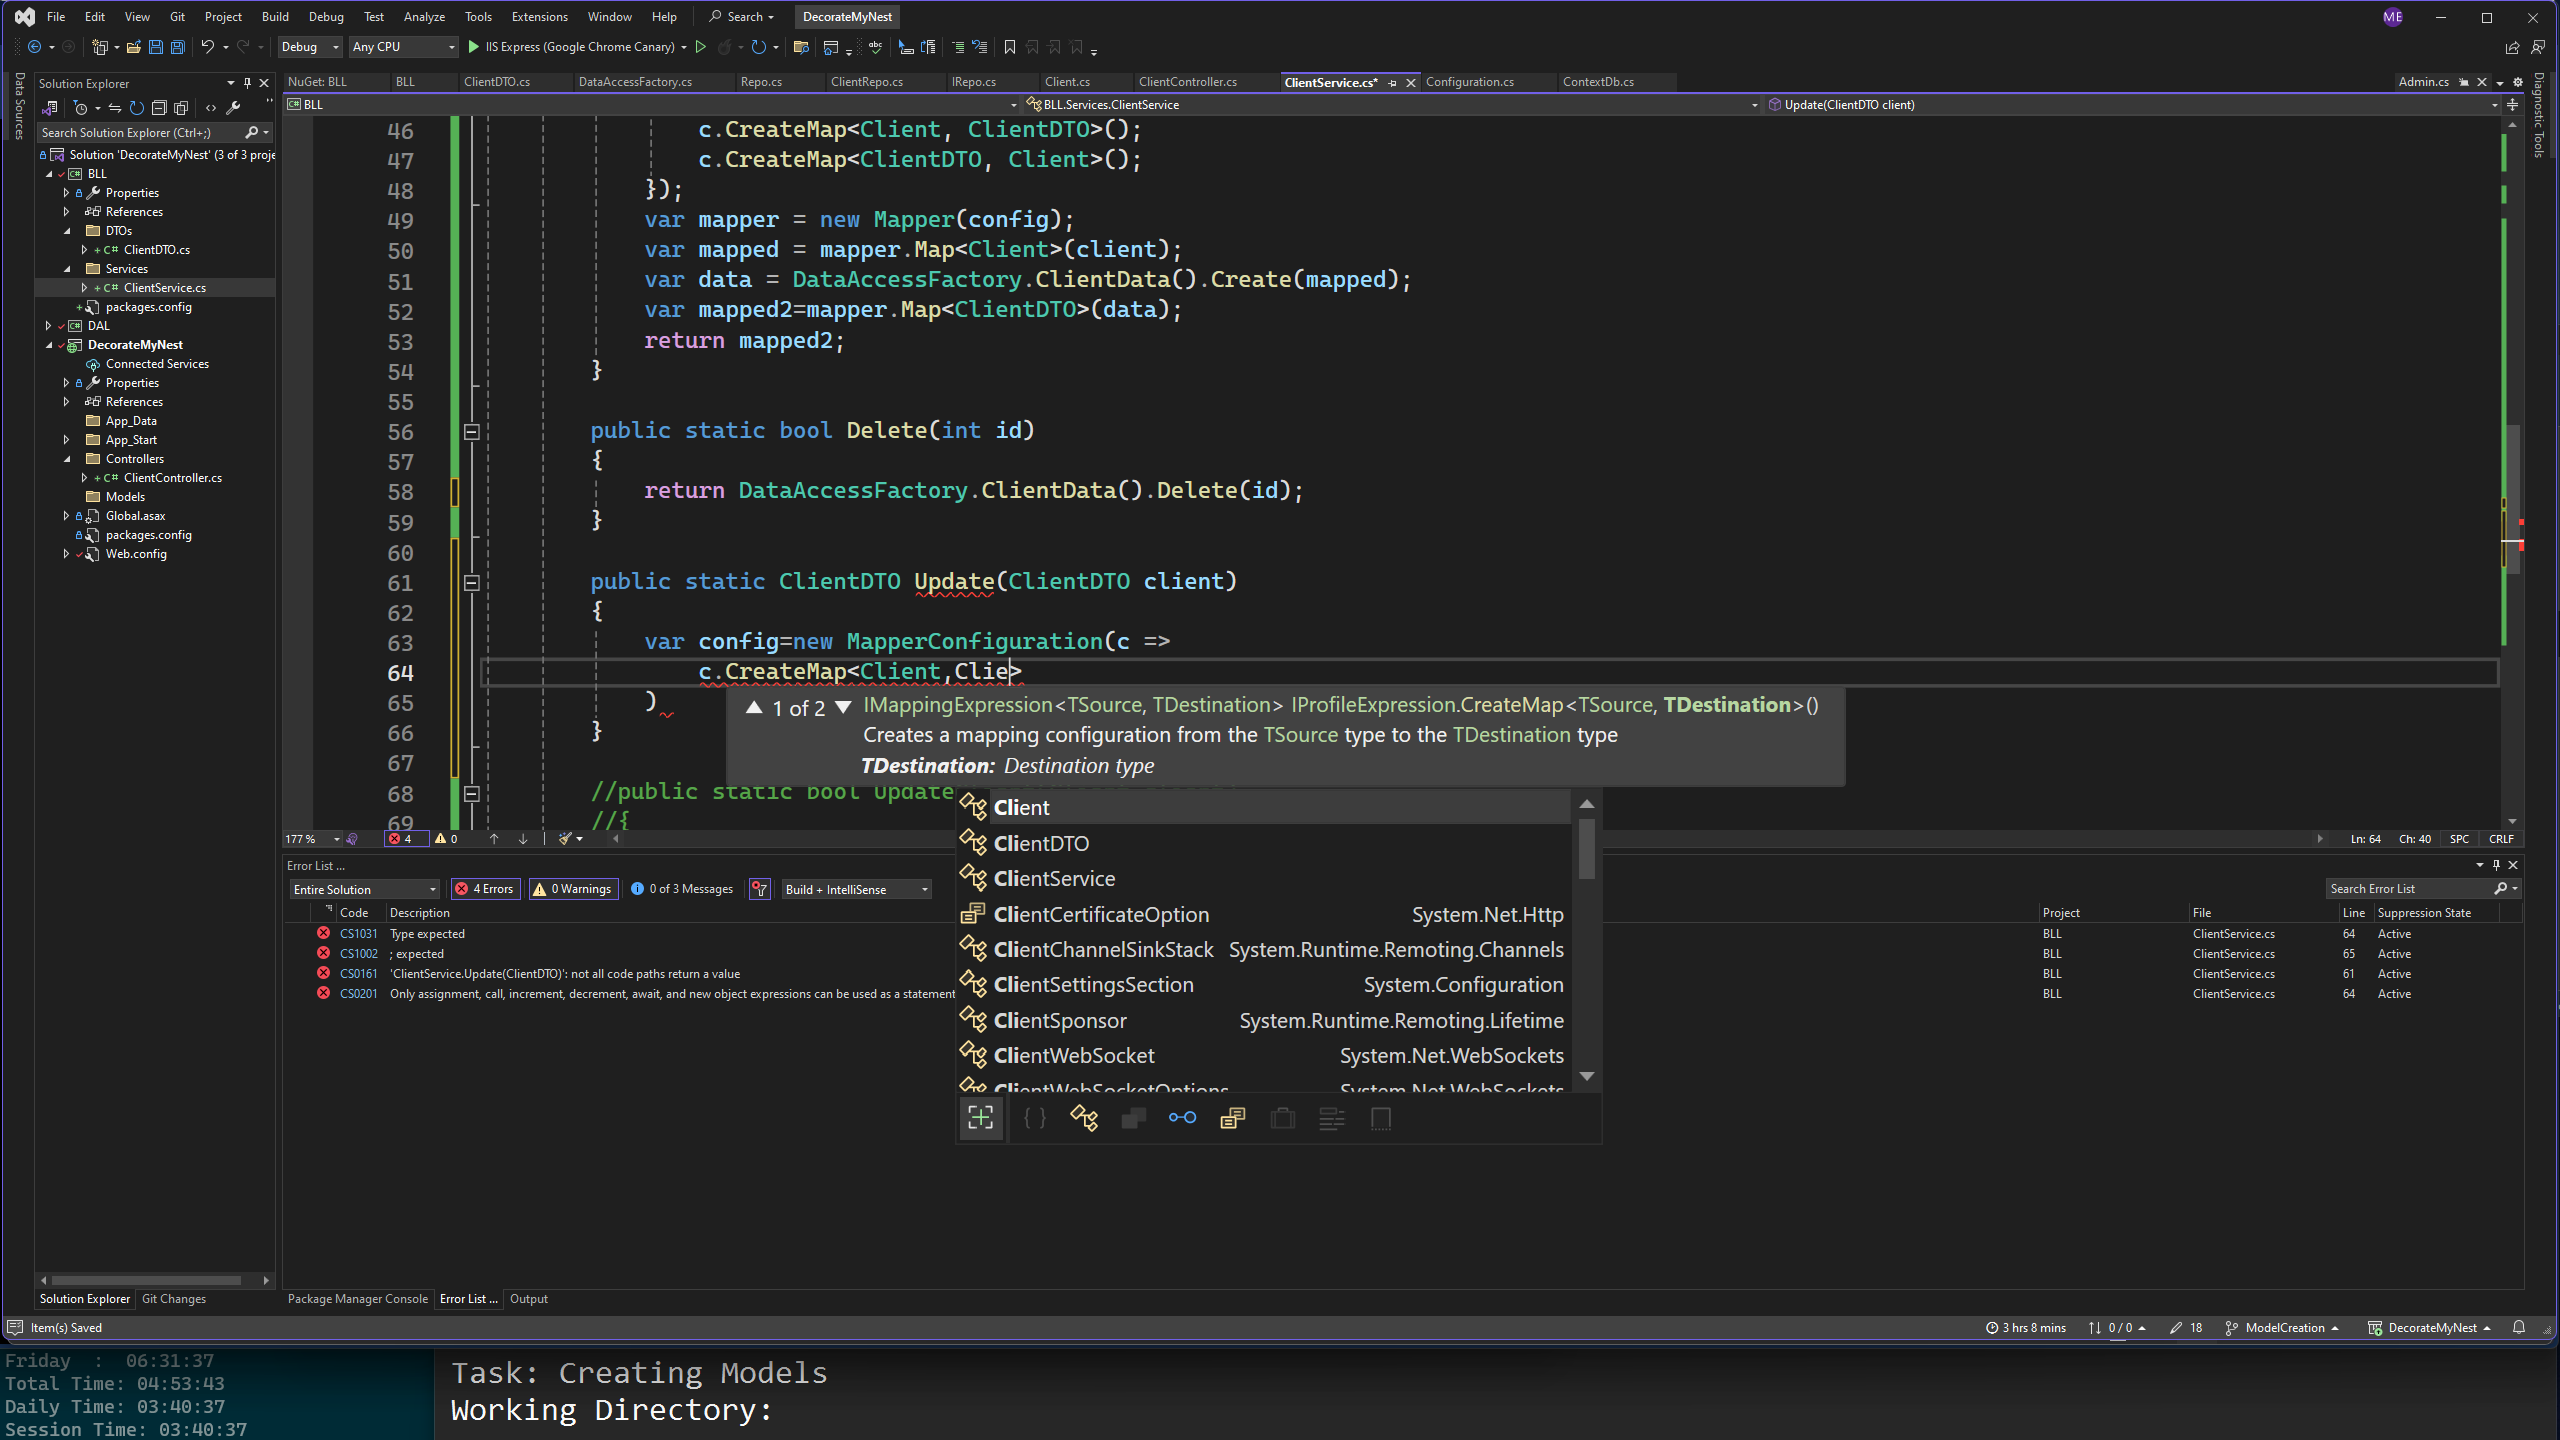 File Edit View Git Project Build Debug Test Analyze Tools Extensions Window Help Search DecorateMyNest ME
Debug Any CPU IIS Express (Google Chrome Canary)
Data Sources
Solution Explorer
Search Solution Explorer (Ctrl+;)
Solution 'DecorateMyNest' (3 of 3 proje
BLL
Properties
References
DTOs
C# ClientDTO.cs
Services
C# ClientService.cs
packages.config
DAL
DecorateMyNest
Connected Services
Properties
References
App_Data
App_Start
Controllers
C# ClientController.cs
Models
Global.asax
packages.config
Web.config
Solution Explorer Git Changes
NuGet: BLL BLL ClientDTO.cs DataAccessFactory.cs Repo.cs ClientRepo.cs IRepo.cs Client.cs ClientController.cs ClientService.cs* Configuration.cs ContextDb.cs Admin.cs
BLL BLL.Services.ClientService Update(ClientDTO client)
Diagnostic Tools
46 c.CreateMap<Client, ClientDTO>();
47 c.CreateMap<ClientDTO, Client>();
48 });
49 var mapper = new Mapper(config);
50 var mapped = mapper.Map<Client>(client);
51 var data = DataAccessFactory.ClientData().Create(mapped);
52 var mapped2=mapper.Map<ClientDTO>(data);
53 return mapped2;
54 }
55
56 public static bool Delete(int id)
57 {
58 return DataAccessFactory.ClientData().Delete(id);
59 }
60
61 public static ClientDTO Update(ClientDTO client)
62 {
63 var config=new MapperConfiguration(c =>
64 c.CreateMap<Client,Clie>
65 )
66 }
67
68 //public static bool Update
69 //{
1 of 2 IMappingExpression<TSource, TDestination> IProfileExpression.CreateMap<TSource, TDestination>()
Creates a mapping configuration from the TSource type to the TDestination type
TDestination: Destination type
Client
ClientDTO
ClientService
ClientCertificateOption System.Net.Http
ClientChannelSinkStack System.Runtime.Remoting.Channels
ClientSettingsSection System.Configuration
ClientSponsor System.Runtime.Remoting.Lifetime
ClientWebSocket System.Net.WebSockets
ClientWebSocketOptions System.Net.WebSockets
177 % 4 0 Ln: 64 Ch: 40 SPC CRLF
Error List ...
Entire Solution 4 Errors 0 Warnings 0 of 3 Messages Build + IntelliSense Search Error List
Code Description Project File Line Suppression State
CS1031 Type expected BLL ClientService.cs 64 Active
CS1002 ; expected BLL ClientService.cs 65 Active
CS0161 'ClientService.Update(ClientDTO)': not all code paths return a value BLL ClientService.cs 61 Active
CS0201 Only assignment, call, increment, decrement, await, and new object expressions can be used as a statement BLL ClientService.cs 64 Active
Package Manager Console Error List ... Output
Item(s) Saved 3 hrs 8 mins 0 / 0 18 ModelCreation DecorateMyNest
Friday : 06:31:37
Total Time: 04:53:43
Daily Time: 03:40:37
Session Time: 03:40:37
Task: Creating Models
Working Directory: